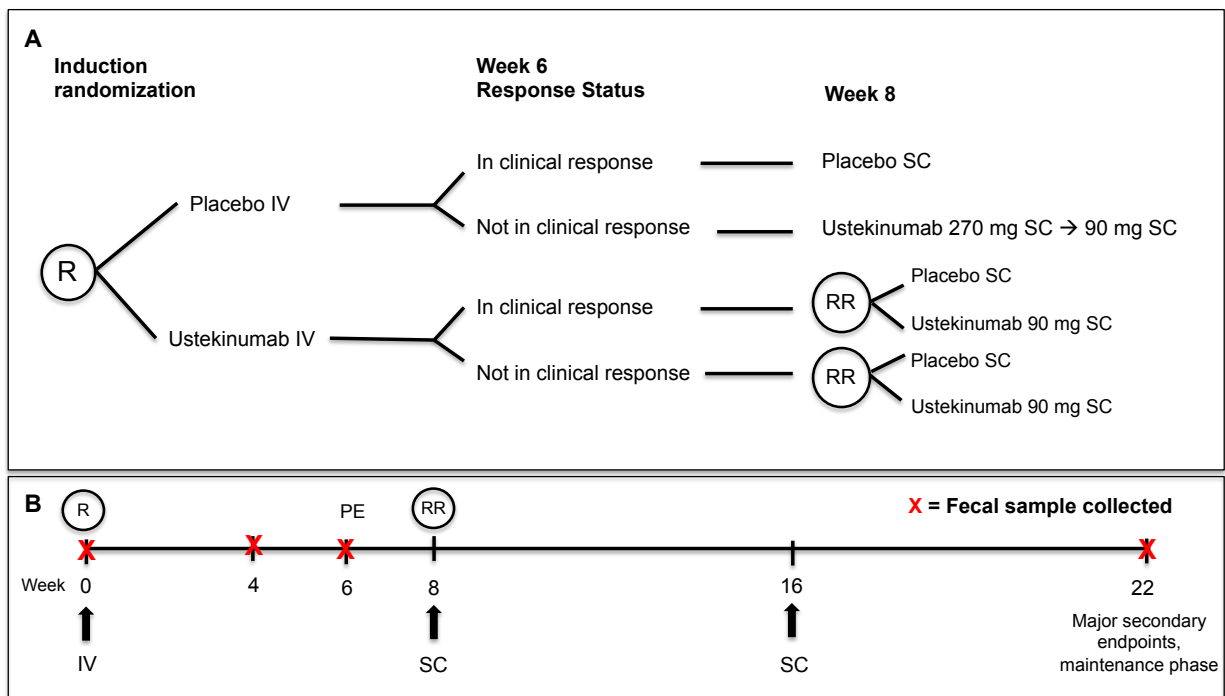 A
Induction
randomization
Week 6
Response Status
Week 8
In clinical response
Placebo SC
Placebo IV
Not in clinical response
Ustekinumab 270 mg SC → 90 mg SC
R
In clinical response
RR
Placebo SC
Ustekinumab 90 mg SC
Ustekinumab IV
Not in clinical response
RR
Placebo SC
Ustekinumab 90 mg SC
B
R
PE
RR
X = Fecal sample collected
X X X X
Week 0 4 6 8 16 22
IV
SC
SC
Major secondary
endpoints,
maintenance phase